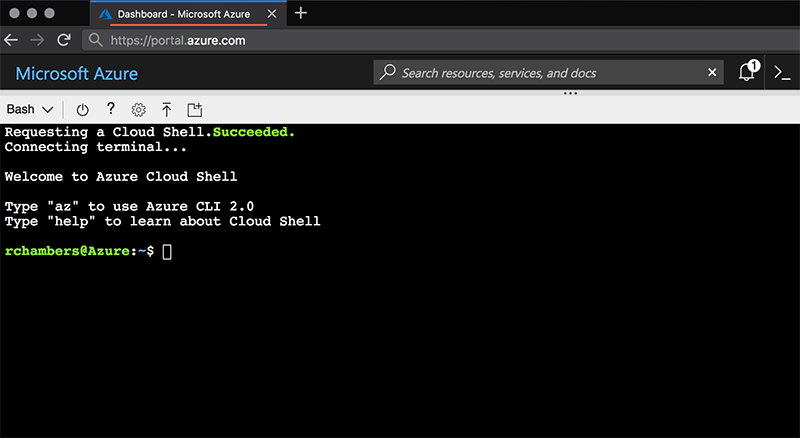 Dashboard - Microsoft Azure
https://portal.azure.com
Microsoft Azure
Search resources, services, and docs
1
Bash
Requesting a Cloud Shell.Succeeded.
Connecting terminal...
Welcome to Azure Cloud Shell
Type "az" to use Azure CLI 2.0
Type "help" to learn about Cloud Shell
rchambers@Azure:~$